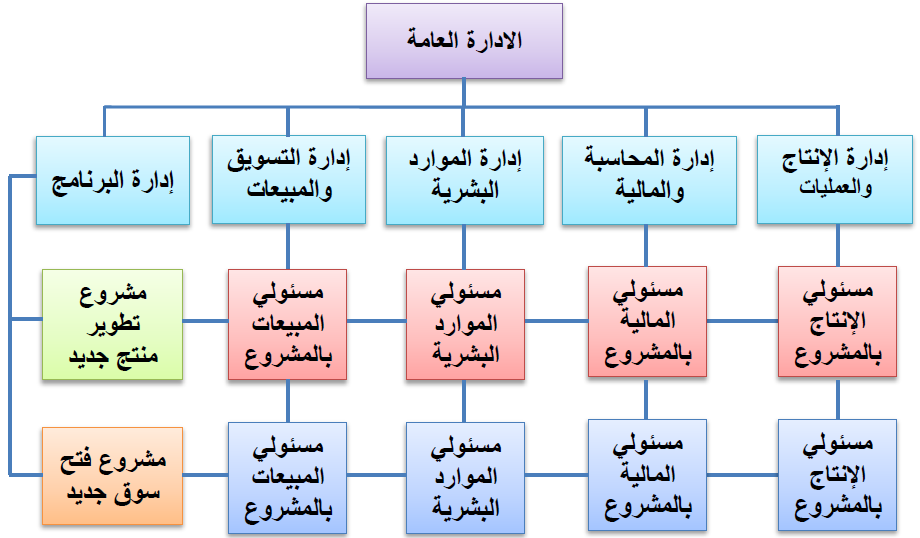 الادارة العامة
إدارة الإنتاج
والعمليات
إدارة المحاسبة
والمالية
إدارة الموارد
البشرية
إدارة التسويق
والمبيعات
إدارة البرنامج
مسئولي
الإنتاج
بالمشروع
مسئولي
المالية
بالمشروع
مسئولي
الموارد
البشرية
مسئولي
المبيعات
بالمشروع
مشروع
تطوير
منتج جديد
مسئولي
الإنتاج
بالمشروع
مسئولي
المالية
بالمشروع
مسئولي
الموارد
البشرية
مسئولي
المبيعات
بالمشروع
مشروع فتح
سوق جديد